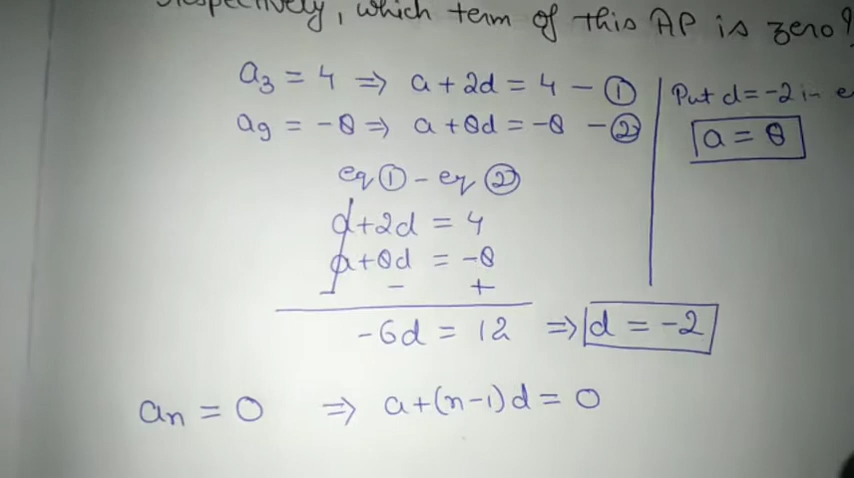 respectively, which term of this AP is zero?
a₃ = 4 ⇒ a + 2d = 4 - ①
a₉ = -8 ⇒ a + 8d = -8 - ②
Put d = -2 in
a = 8
eq ① - eq ②
a + 2d = 4
a + 8d = -8
- - +
-6d = 12 ⇒ d = -2
aₙ = 0 ⇒ a + (n-1)d = 0